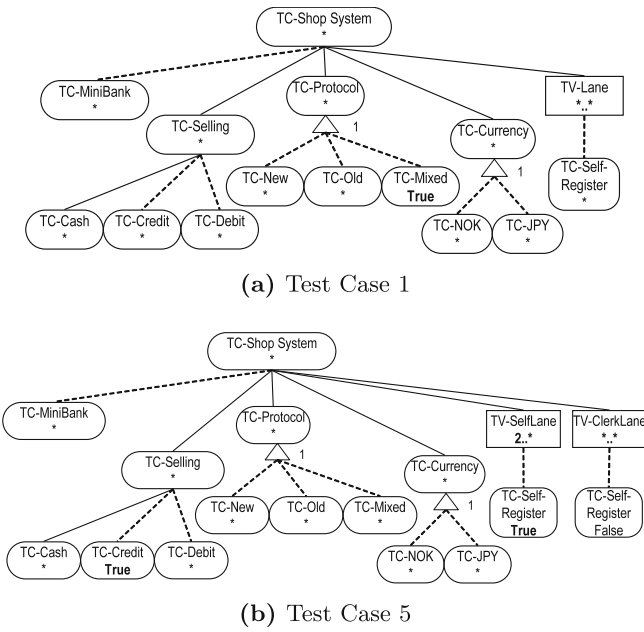 TC-Shop System
*
TC-MiniBank
*
TC-Selling
*
TC-Protocol
*
1
TC-Currency
*
1
TV-Lane
*..*
TC-Cash
*
TC-Credit
*
TC-Debit
*
TC-New
*
TC-Old
*
TC-Mixed
True
TC-NOK
*
TC-JPY
*
TC-Self-
Register
*
(a) Test Case 1
TC-Shop System
*
TC-MiniBank
*
TC-Selling
*
TC-Protocol
*
1
TC-Currency
*
1
TV-SelfLane
2..*
TV-ClerkLane
*..*
TC-Cash
*
TC-Credit
True
TC-Debit
*
TC-New
*
TC-Old
*
TC-Mixed
*
TC-NOK
*
TC-JPY
*
TC-Self-
Register
True
TC-Self-
Register
False
(b) Test Case 5